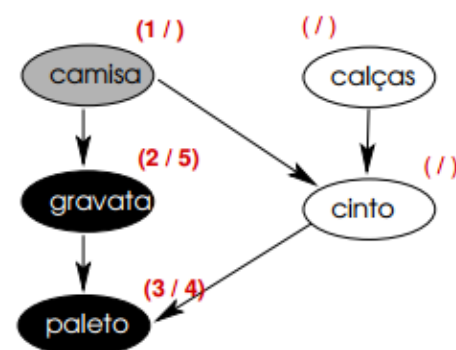 (1 / )
( / )
camisa
calças
(2 / 5)
( / )
gravata
cinto
(3 / 4)
paleto